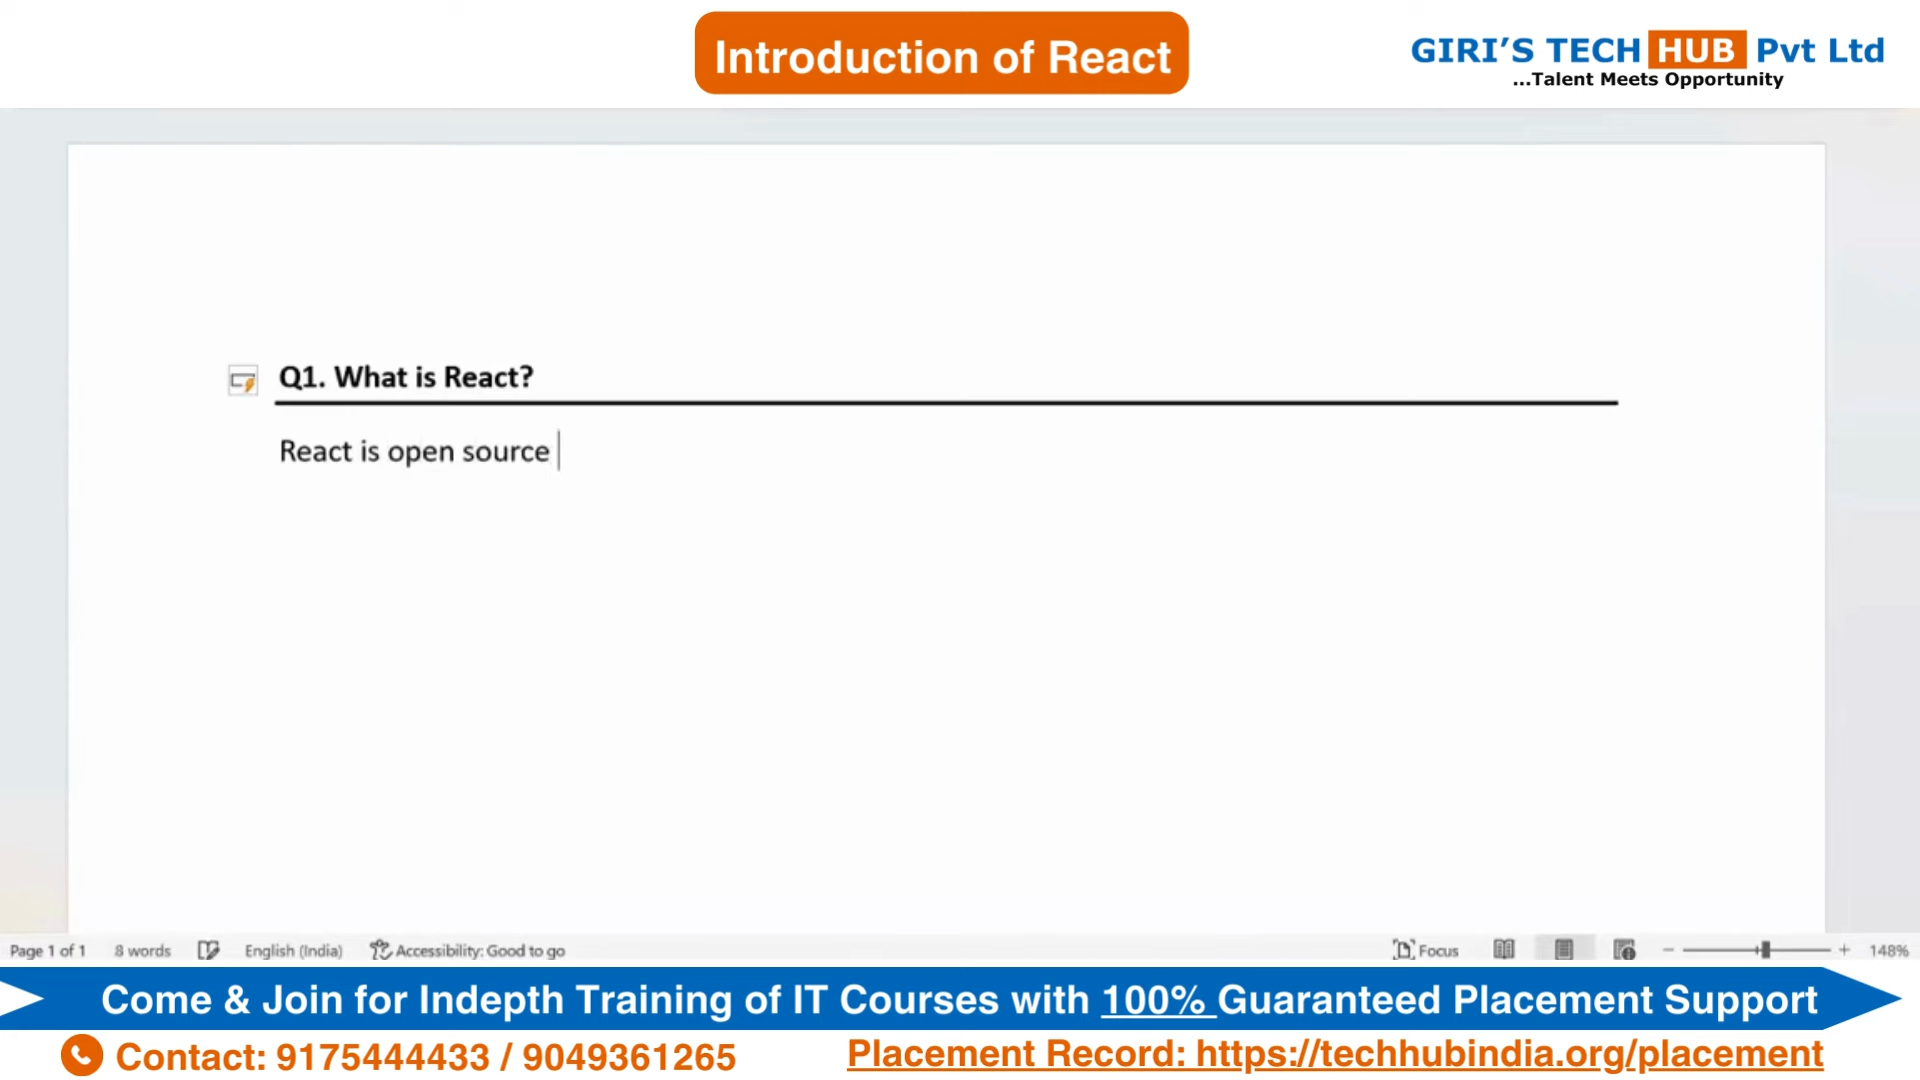 Introduction of React
GIRI'S TECH HUB Pvt Ltd
...Talent Meets Opportunity
Q1. What is React?
React is open source
Page 1 of 1 8 words English (India) Accessibility: Good to go Focus 148%
Come & Join for Indepth Training of IT Courses with 100% Guaranteed Placement Support
Contact: 9175444433 / 9049361265 Placement Record: https://techhubindia.org/placement